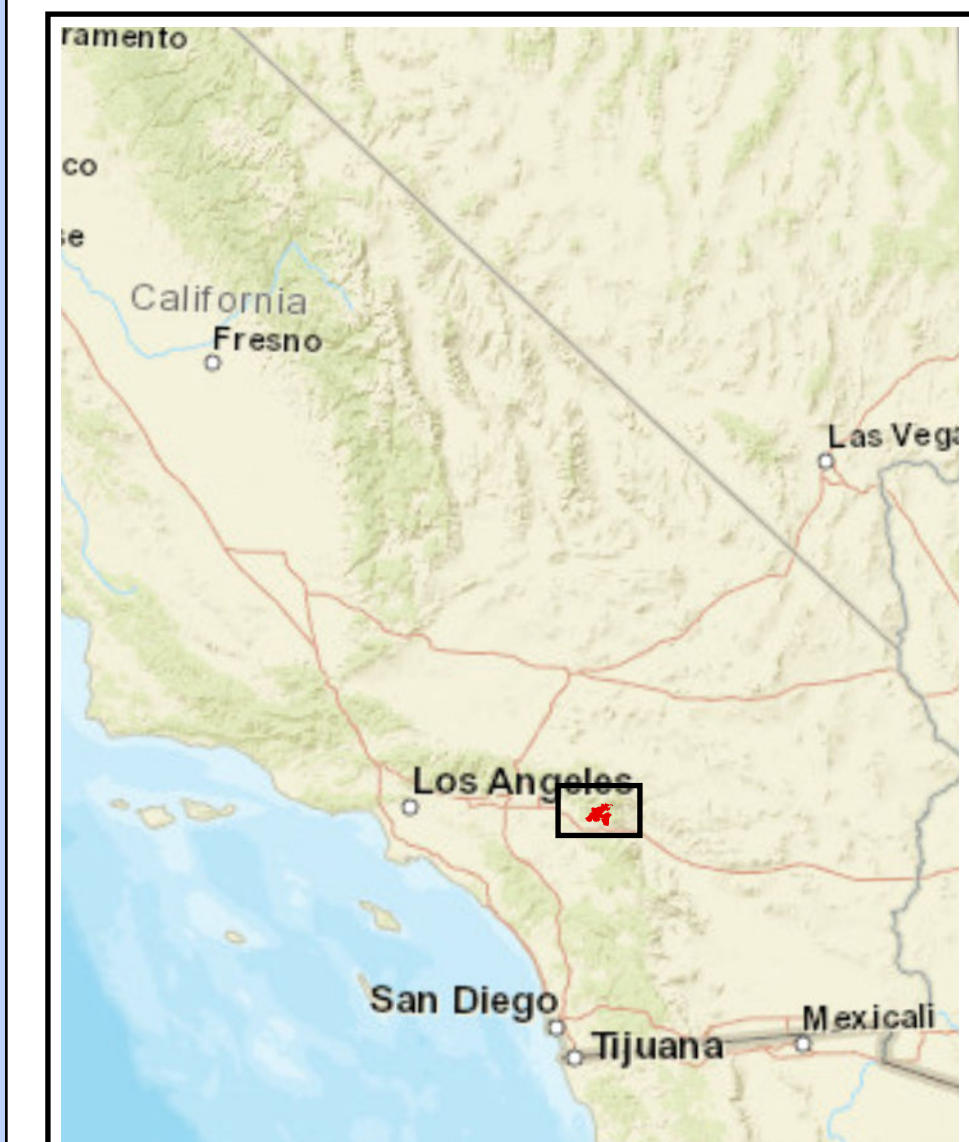 ramento
co
se
California
Fresno
Las Vega
Los Angeles
San Diego
Mexicali
Tijuana